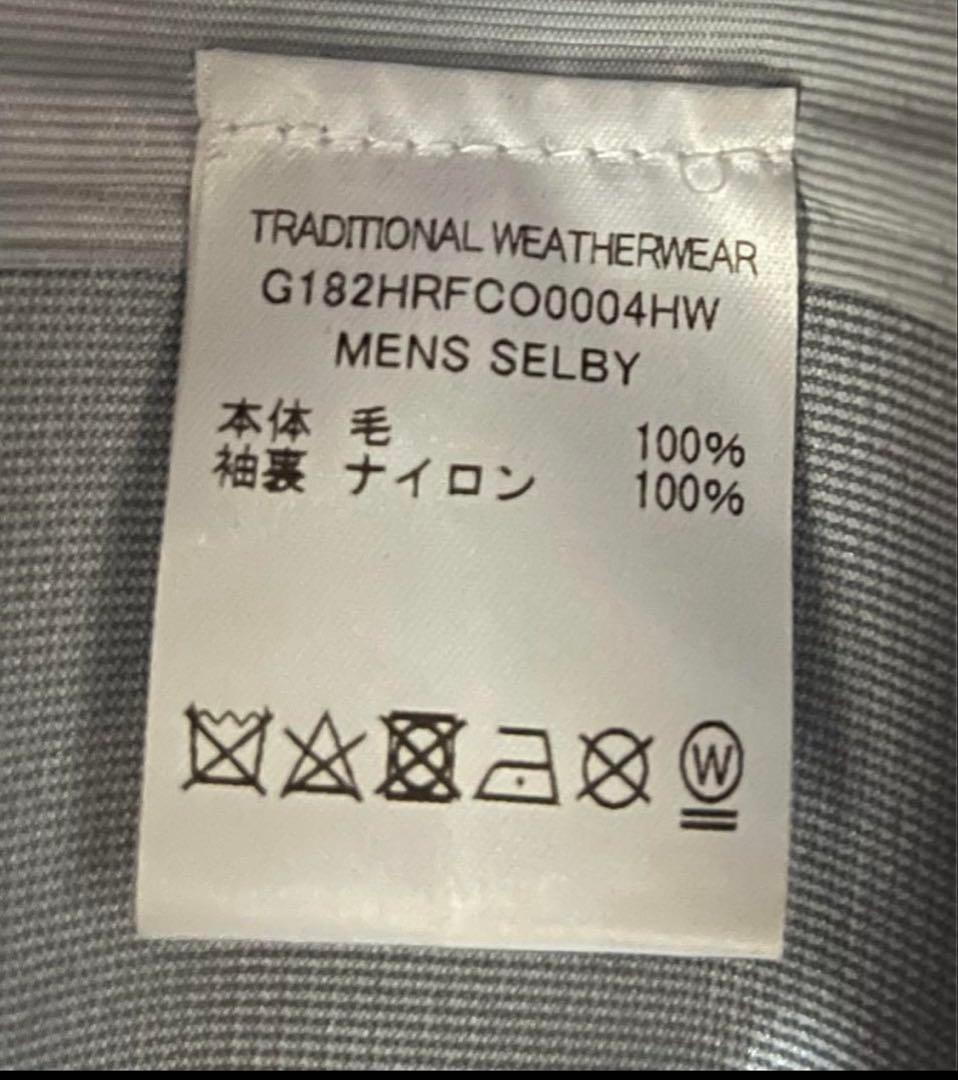 TRADITIONAL WEATHERWEAR
G182HRFCO0004HW
MENS SELBY
本体 毛 100%
袖裏 ナイロン 100%
W